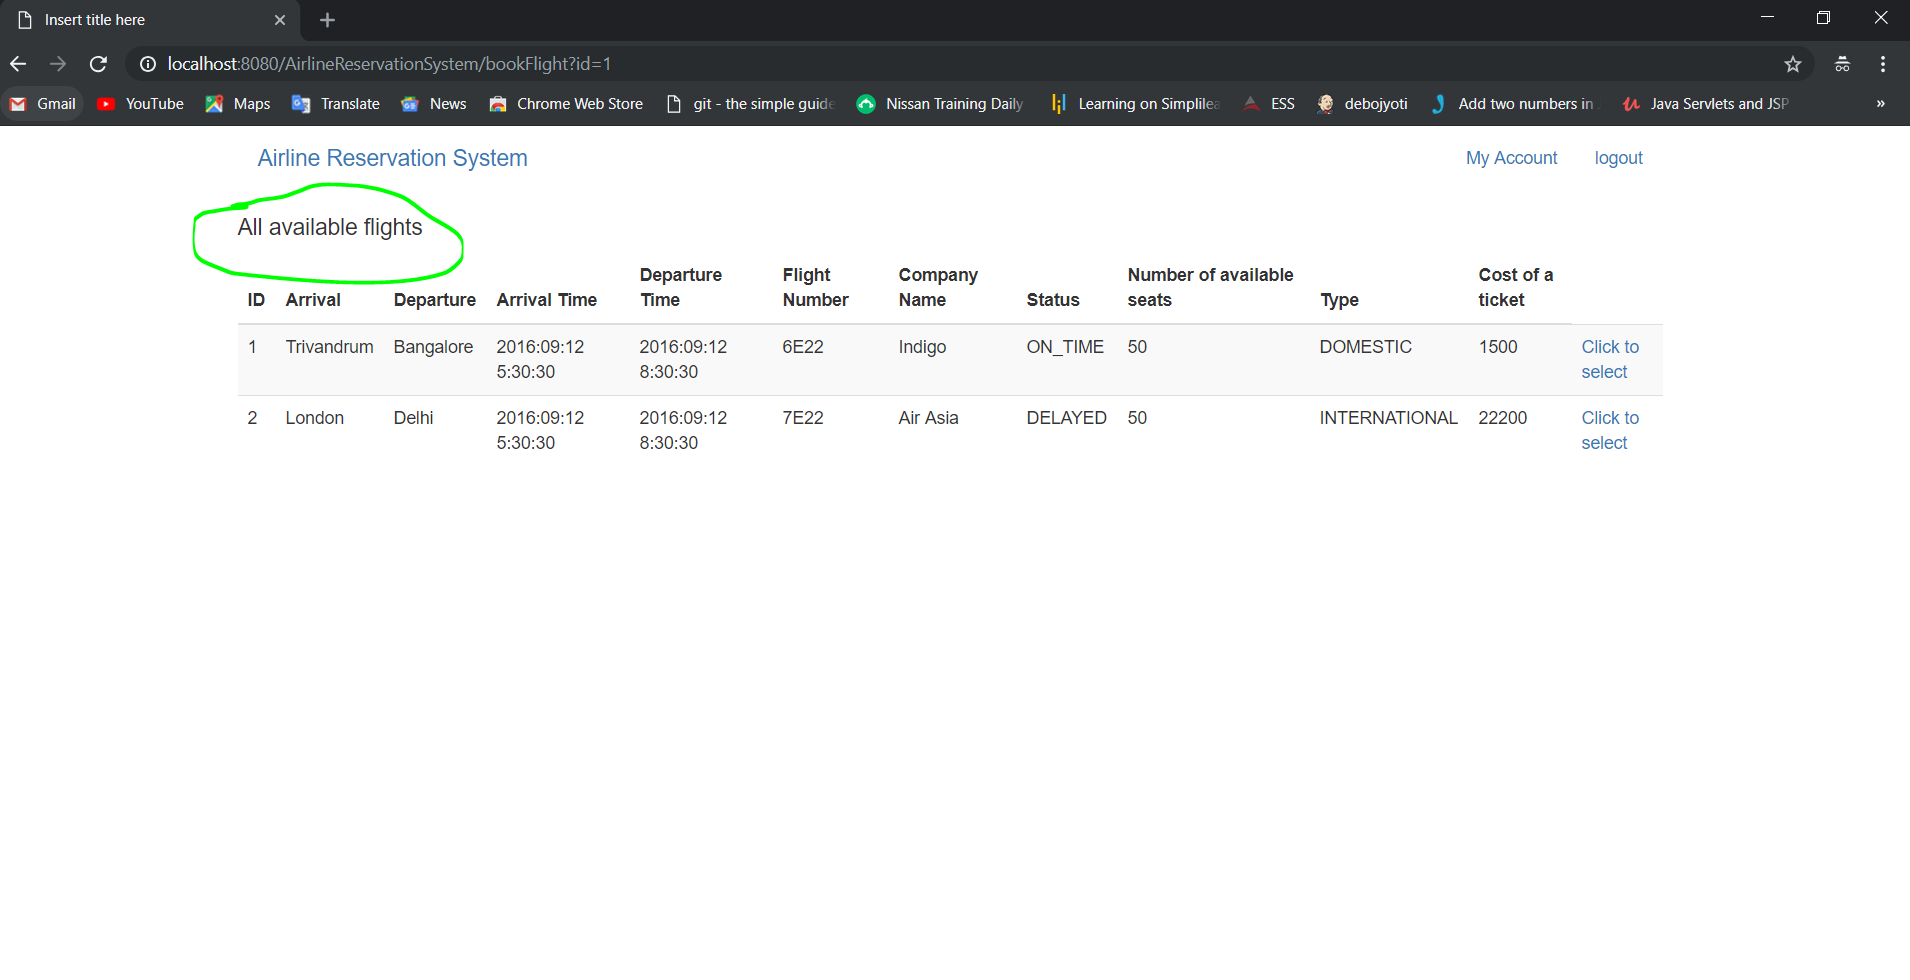 Insert title here
localhost:8080/AirlineReservationSystem/bookFlight?id=1
Gmail YouTube Maps Translate News Chrome Web Store git - the simple guide Nissan Training Daily Learning on Simplilea ESS debojyoti Add two numbers in Java Servlets and JSP »
Airline Reservation System My Account logout
All available flights
ID Arrival Departure Arrival Time Departure Time Flight Number Company Name Status Number of available seats Type Cost of a ticket
1 Trivandrum Bangalore 2016:09:12 5:30:30 2016:09:12 8:30:30 6E22 Indigo ON_TIME 50 DOMESTIC 1500 Click to select
2 London Delhi 2016:09:12 5:30:30 2016:09:12 8:30:30 7E22 Air Asia DELAYED 50 INTERNATIONAL 22200 Click to select